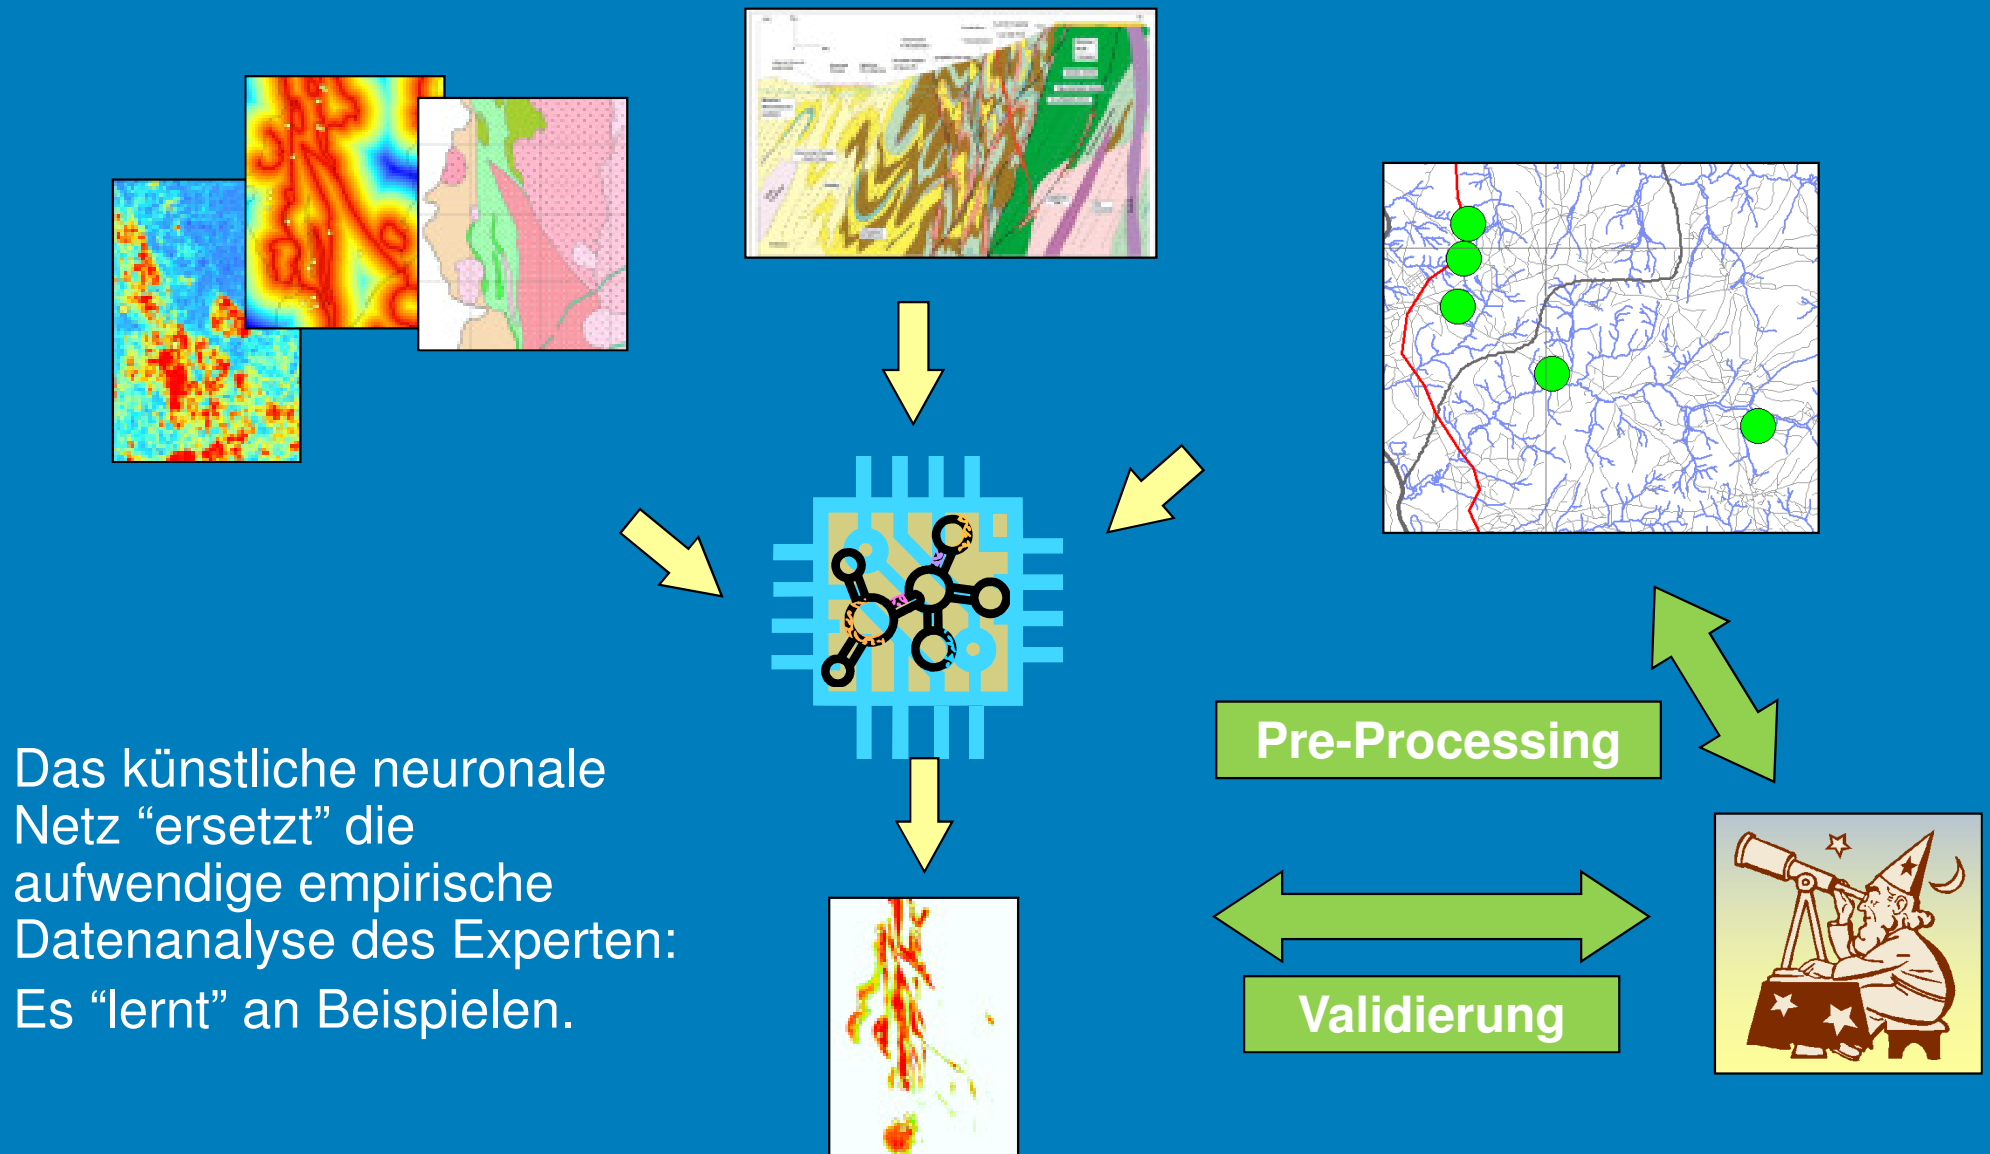 Pre-Processing
Das künstliche neuronale
Netz “ersetzt” die
aufwendige empirische
Datenanalyse des Experten:
Es “lernt” an Beispielen.
Validierung